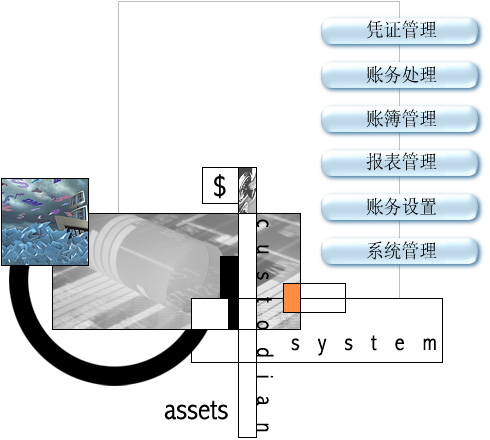 凭证管理
账务处理
账簿管理
报表管理
账务设置
系统管理
$
custodian
system
assets